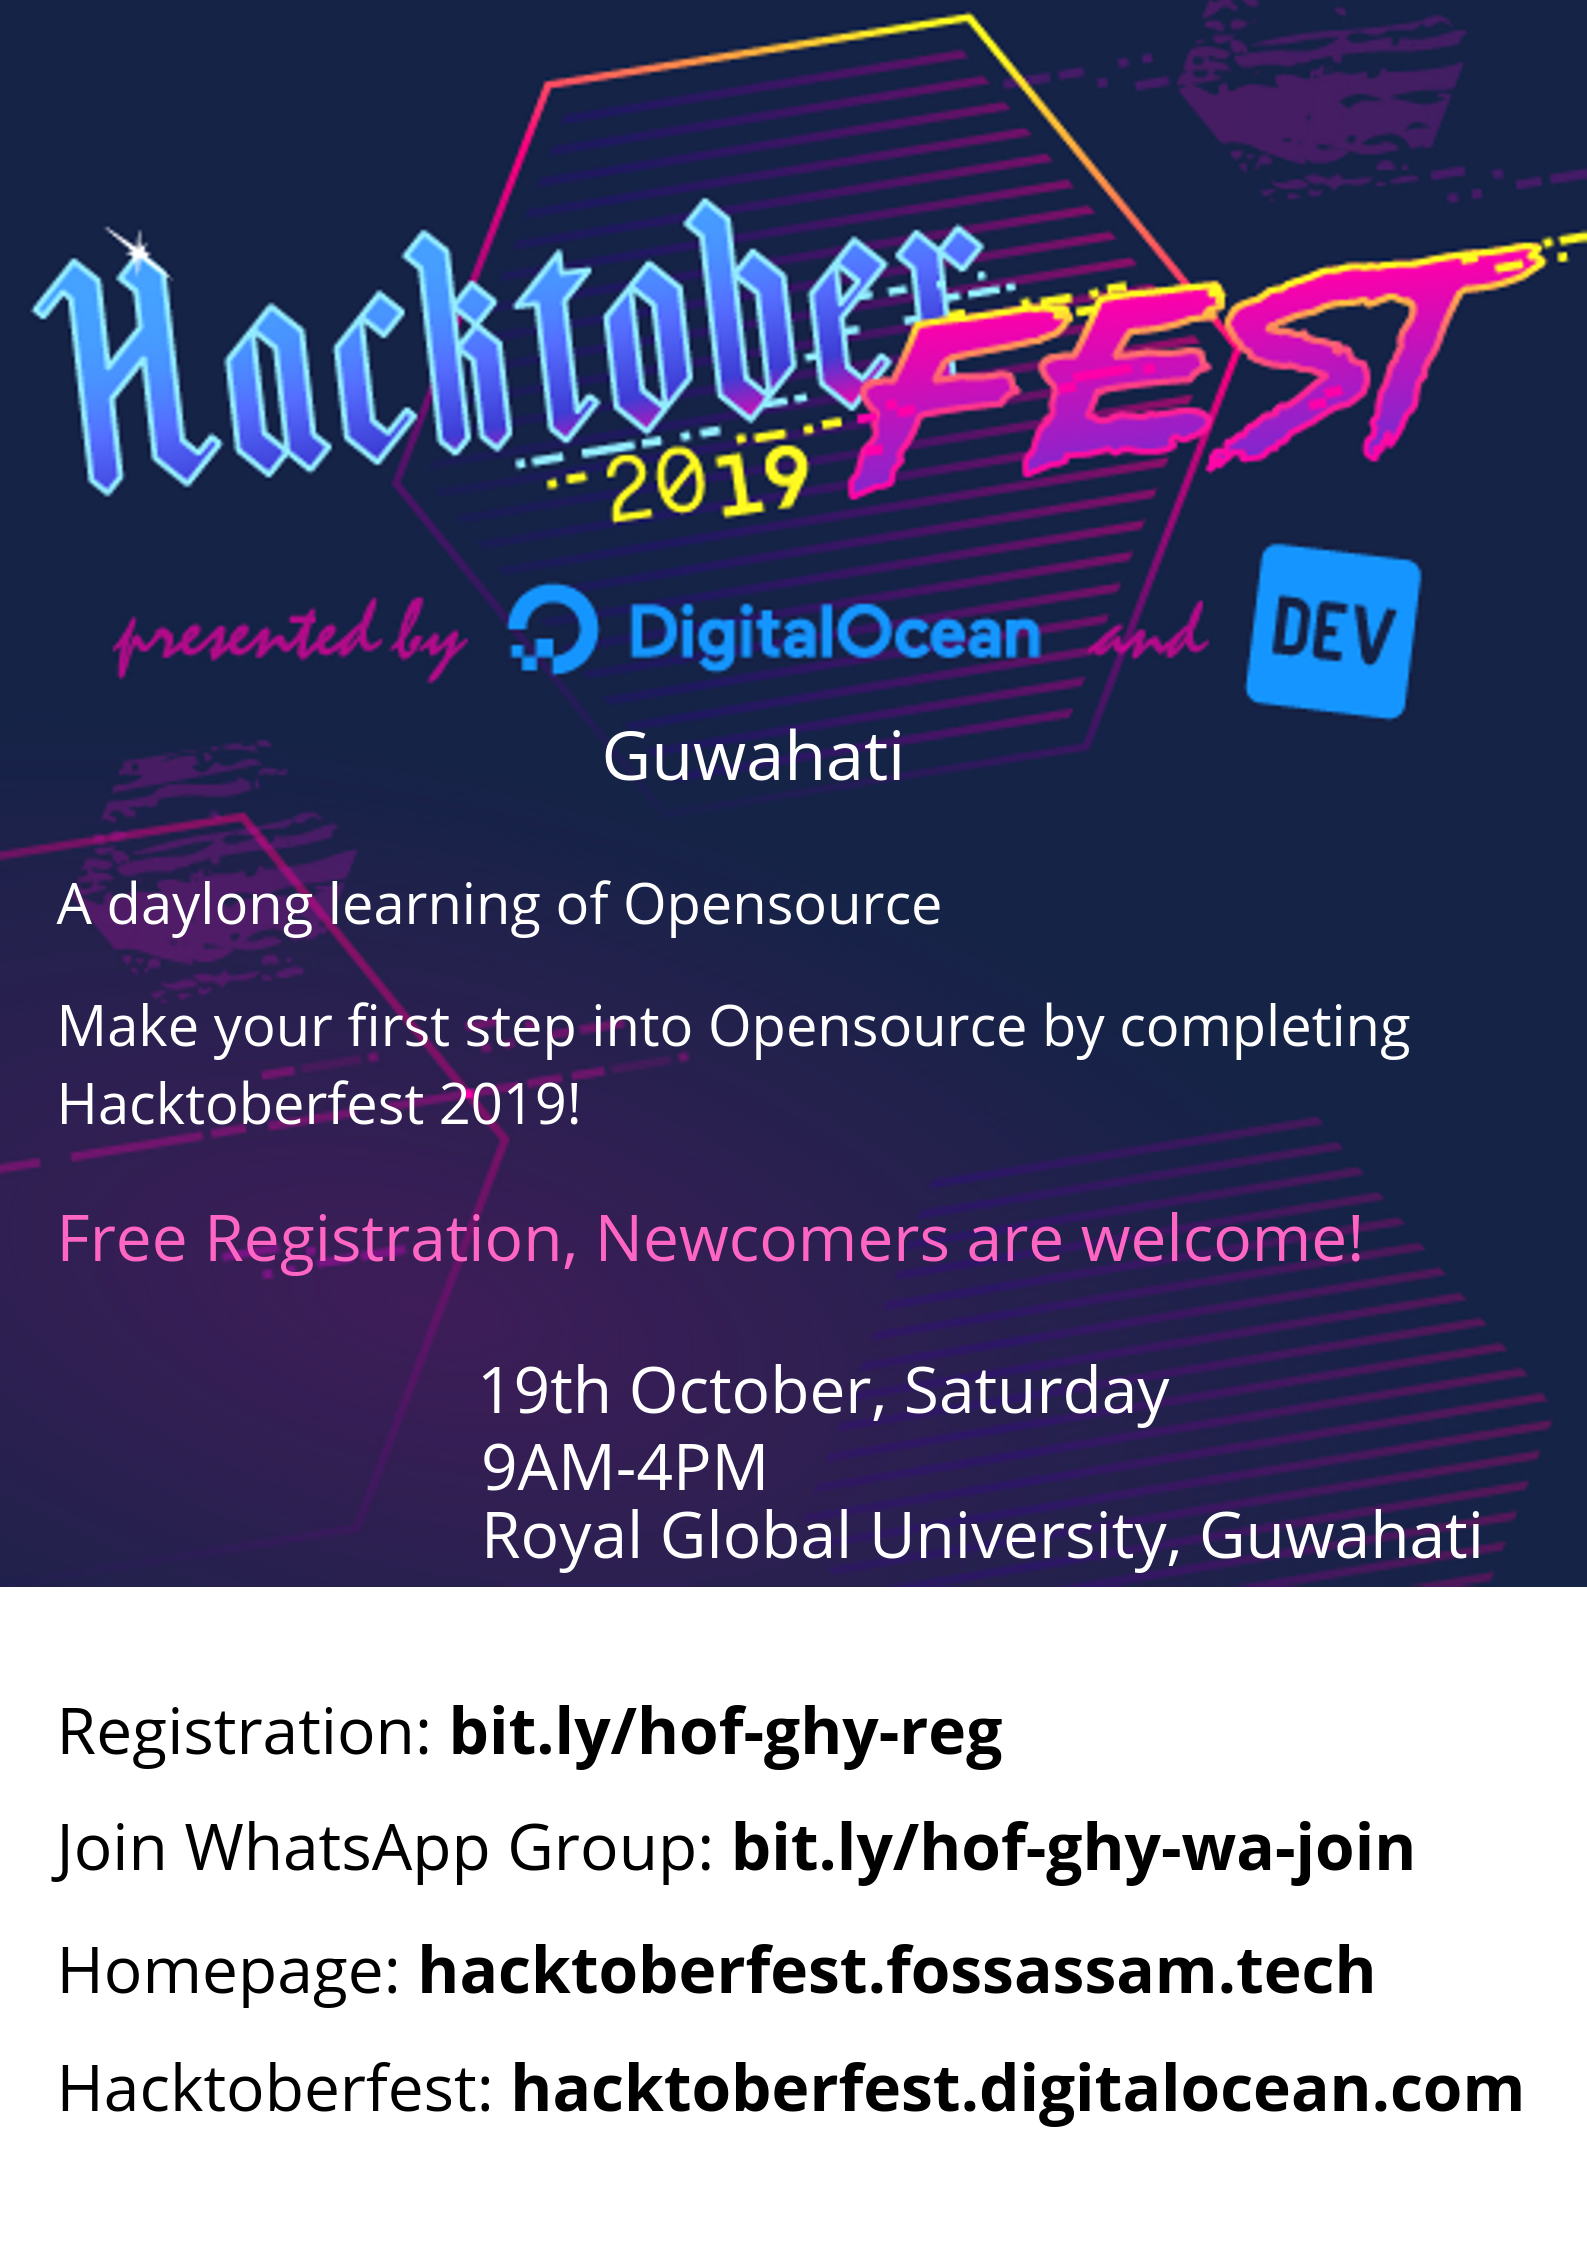 Hacktober FEST
2019
presented by DigitalOcean and DEV
Guwahati
A daylong learning of Opensource
Make your first step into Opensource by completing
Hacktoberfest 2019!
Free Registration, Newcomers are welcome!
19th October, Saturday
9AM-4PM
Royal Global University, Guwahati
Registration: bit.ly/hof-ghy-reg
Join WhatsApp Group: bit.ly/hof-ghy-wa-join
Homepage: hacktoberfest.fossassam.tech
Hacktoberfest: hacktoberfest.digitalocean.com